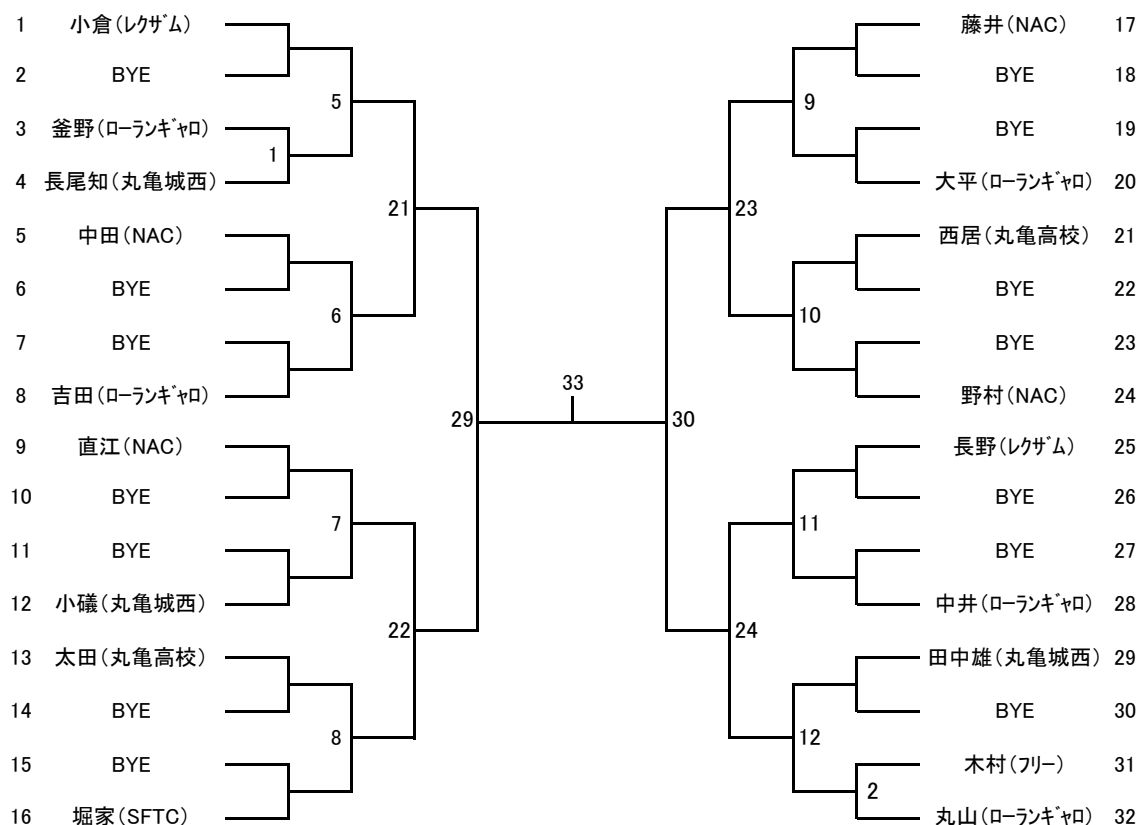 1 小倉(ﾚｸｻﾞﾑ)
2 BYE
3 釜野(ﾛｰﾗﾝｷﾞｬﾛ)
4 長尾知(丸亀城西)
5 中田(NAC)
6 BYE
7 BYE
8 吉田(ﾛｰﾗﾝｷﾞｬﾛ)
9 直江(NAC)
10 BYE
11 BYE
12 小礒(丸亀城西)
13 太田(丸亀高校)
14 BYE
15 BYE
16 堀家(SFTC)
1
5
6
7
8
21
22
29
33
30
23
24
9
10
11
12
2
藤井(NAC) 17
BYE 18
BYE 19
大平(ﾛｰﾗﾝｷﾞｬﾛ) 20
西居(丸亀高校) 21
BYE 22
BYE 23
野村(NAC) 24
長野(ﾚｸｻﾞﾑ) 25
BYE 26
BYE 27
中井(ﾛｰﾗﾝｷﾞｬﾛ) 28
田中雄(丸亀城西) 29
BYE 30
木村(ﾌﾘｰ) 31
丸山(ﾛｰﾗﾝｷﾞｬﾛ) 32